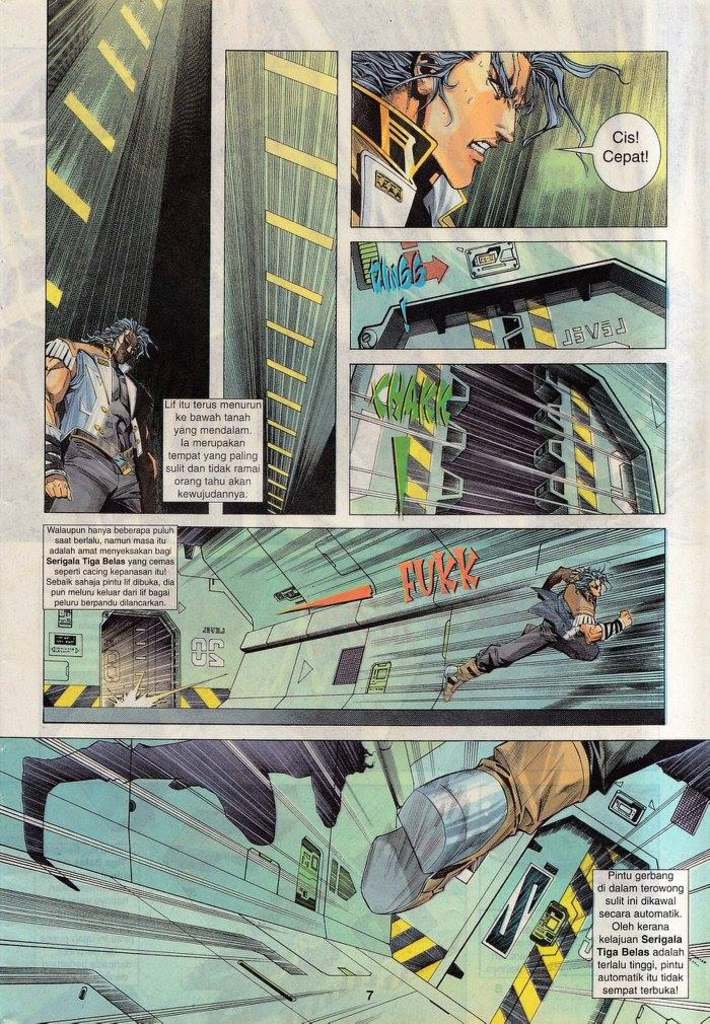 Cis!
Cepat!
PANGG
!
LEVEL
CHAKK
!
Lif itu terus menurun
ke bawah tanah
yang mendalam.
Ia merupakan
tempat yang paling
sulit dan tidak ramai
orang tahu akan
kewujudannya.
Walaupun hanya beberapa puluh
saat berlalu, namun masa itu
adalah amat menyeksakan bagi
Serigala Tiga Belas yang cemas
seperti cacing kepanasan itu!
Sebaik sahaja pintu lif dibuka, dia
pun meluru keluar dari lif bagai
peluru berpandu dilancarkan.
FUKK
LEVEL
Pintu gerbang
di dalam terowong
sulit ini dikawal
secara automatik.
Oleh kerana
kelajuan Serigala
Tiga Belas adalah
terlalu tinggi, pintu
automatik itu tidak
sempat terbuka!
7